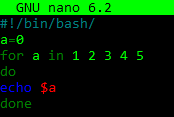 GNU nano 6.2
#!/bin/bash/
a=0
for a in 1 2 3 4 5
do
echo $a
done